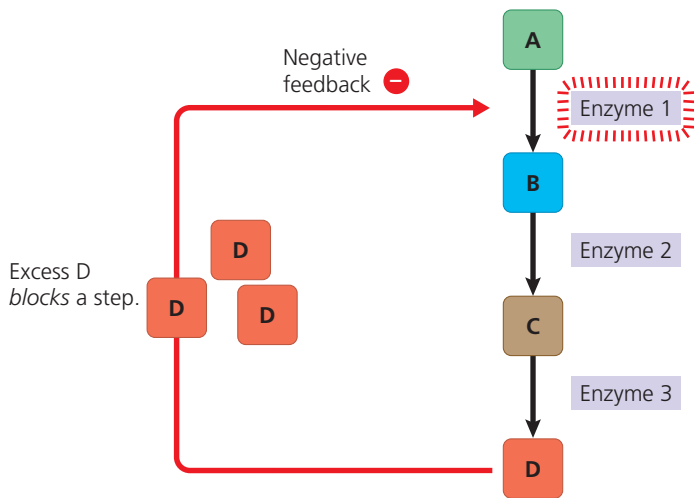 A
Negative
feedback −
Enzyme 1
B
Enzyme 2
D
Excess D
blocks a step.
D
D
C
Enzyme 3
D